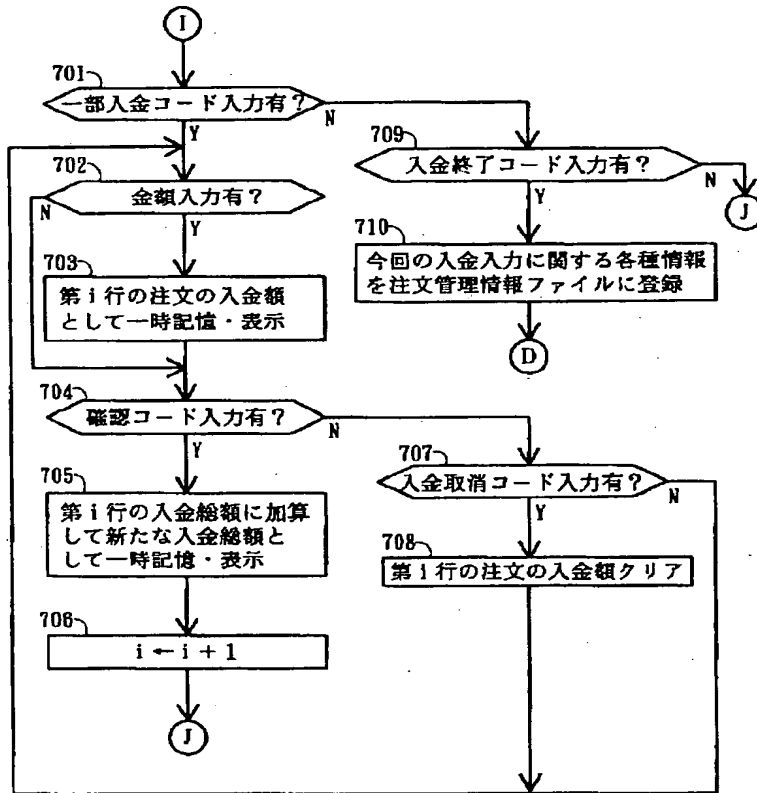 I
701
一部入金コード入力有?
N
Y
709
入金終了コード入力有?
N
Y
J
702
金額入力有?
N
Y
710
今回の入金入力に関する各種情報
を注文管理情報ファイルに登録
D
703
第i行の注文の入金額
として一時記憶・表示
704
確認コード入力有?
N
Y
707
入金取消コード入力有?
N
Y
705
第i行の入金総額に加算
して新たな入金総額と
して一時記憶・表示
708
第i行の注文の入金額クリア
706
i←i+1
J